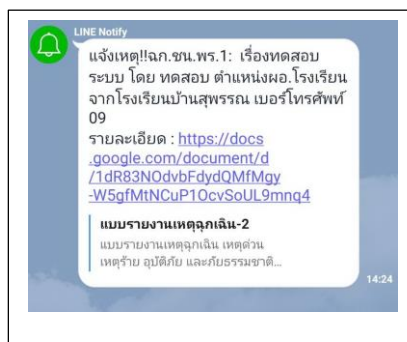 LINE Notify
แจ้งเหตุ!!ฉก.ชน.พร.1: เรื่องทดสอบ
ระบบ โดย ทดสอบ ตำแหน่งผอ.โรงเรียน
จากโรงเรียนบ้านสุพรรณ เบอร์โทรศัพท์
09
รายละเอียด : https://docs
.google.com/document/d
/1dR83NOdvbFdydQMfMgy
-W5gfMtNCuP1OcvSoUL9mnq4
แบบรายงานเหตุฉุกเฉิน-2
แบบรายงานเหตุฉุกเฉิน เหตุด่วน
เหตุร้าย อุบัติภัย และภัยธรรมชาติ...
14:24